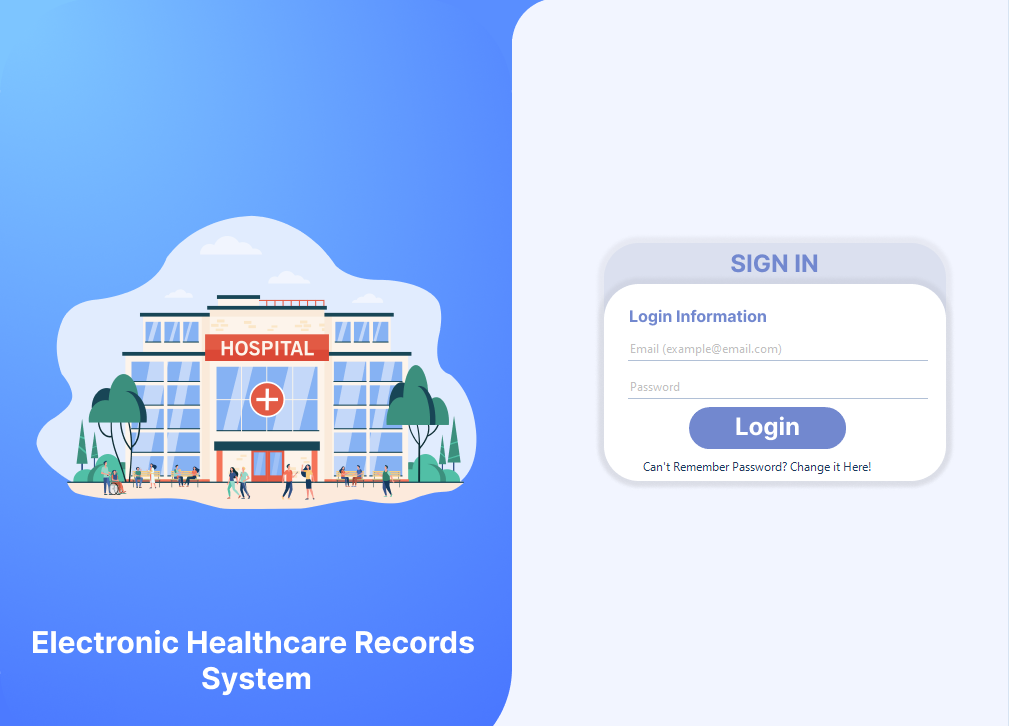 HOSPITAL
Electronic Healthcare Records
System
SIGN IN
Login Information
Email (example@email.com)
Password
Login
Can't Remember Password? Change it Here!